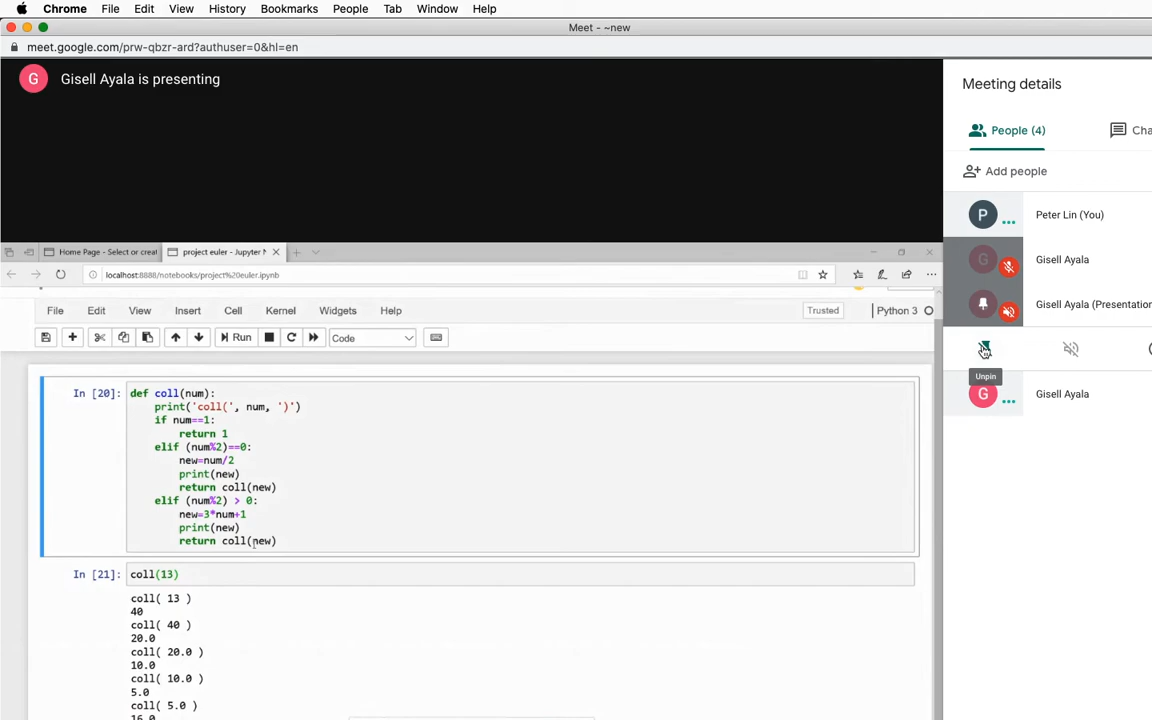 Chrome File Edit View History Bookmarks People Tab Window Help
Meet - ~new
meet.google.com/prw-qbzr-ard?authuser=0&hl=en
G Gisell Ayala is presenting
Meeting details
People (4)
Add people
P Peter Lin (You)
G Gisell Ayala
Gisell Ayala (Presentation
Unpin
G Gisell Ayala
Home Page - Select or creat
project euler - Jupyter N
localhost:8888/notebooks/project%20euler.ipynb
File Edit View Insert Cell Kernel Widgets Help Trusted Python 3
Run Code
In [20]: def coll(num):
print('coll(', num, ')')
if num==1:
return 1
elif (num%2)==0:
new=num/2
print(new)
return coll(new)
elif (num%2) > 0:
new=3*num+1
print(new)
return coll(new)
In [21]: coll(13)
coll( 13 )
40
coll( 40 )
20.0
coll( 20.0 )
10.0
coll( 10.0 )
5.0
coll( 5.0 )
16.0